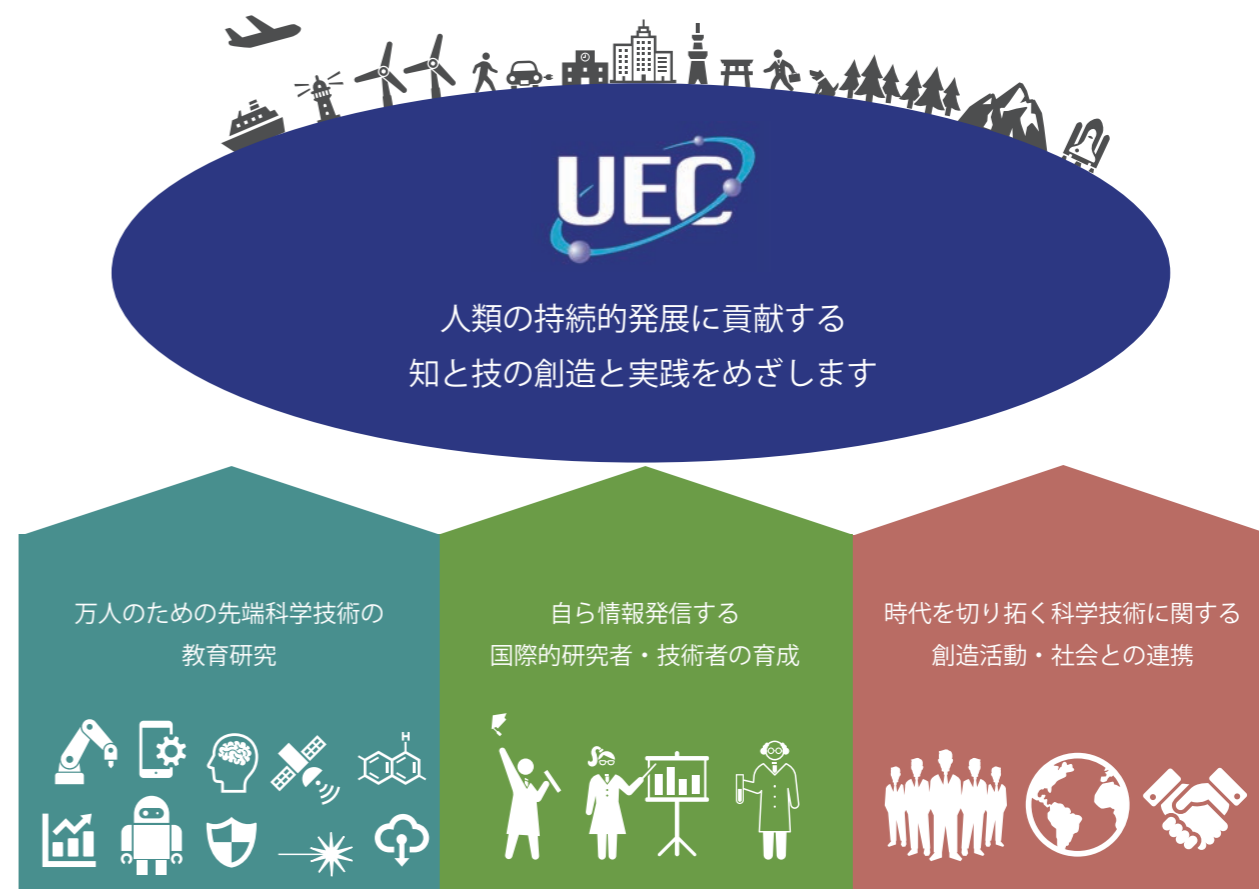 UEC
人類の持続的発展に貢献する
知と技の創造と実践をめざします
万人のための先端科学技術の
教育研究
自ら情報発信する
国際的研究者・技術者の育成
時代を切り拓く科学技術に関する
創造活動・社会との連携
H